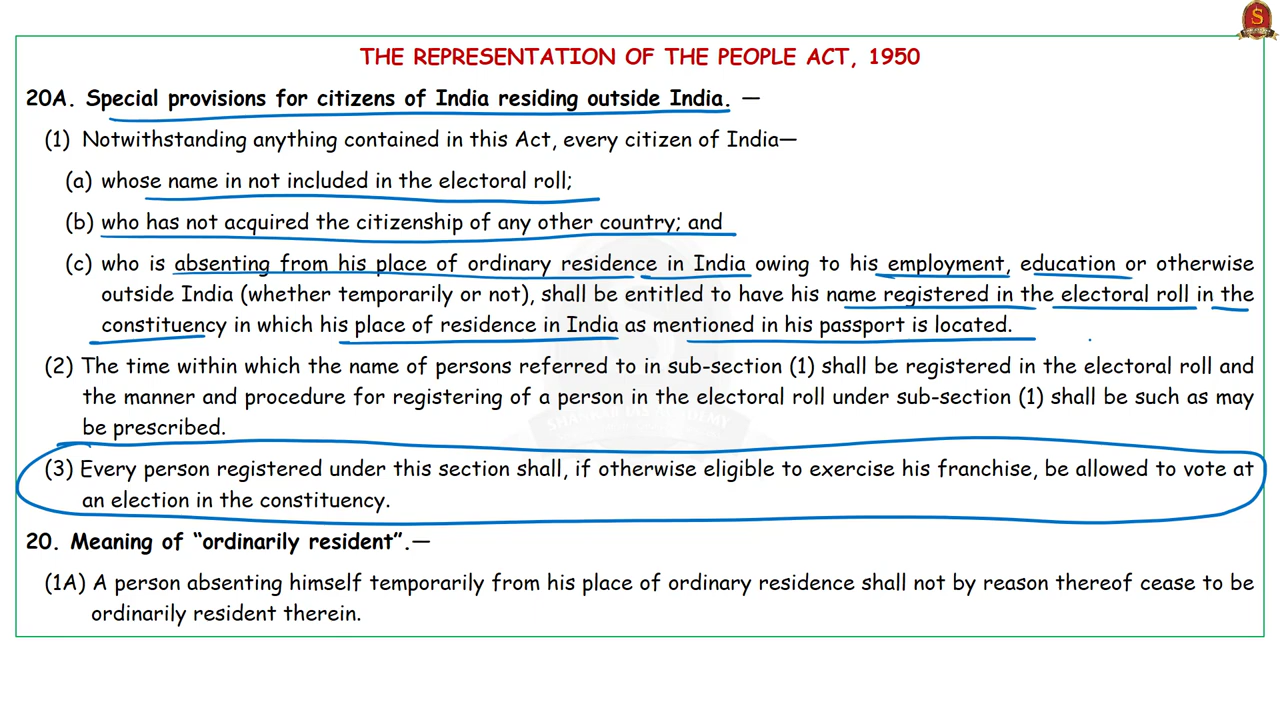 THE REPRESENTATION OF THE PEOPLE ACT, 1950
20A. Special provisions for citizens of India residing outside India. —
(1) Notwithstanding anything contained in this Act, every citizen of India—
(a) whose name in not included in the electoral roll;
(b) who has not acquired the citizenship of any other country; and
(c) who is absenting from his place of ordinary residence in India owing to his employment, education or otherwise
outside India (whether temporarily or not), shall be entitled to have his name registered in the electoral roll in the
constituency in which his place of residence in India as mentioned in his passport is located.
(2) The time within which the name of persons referred to in sub-section (1) shall be registered in the electoral roll and
the manner and procedure for registering of a person in the electoral roll under sub-section (1) shall be such as may
be prescribed.
(3) Every person registered under this section shall, if otherwise eligible to exercise his franchise, be allowed to vote at
an election in the constituency.
20. Meaning of “ordinarily resident”.—
(1A) A person absenting himself temporarily from his place of ordinary residence shall not by reason thereof cease to be
ordinarily resident therein.